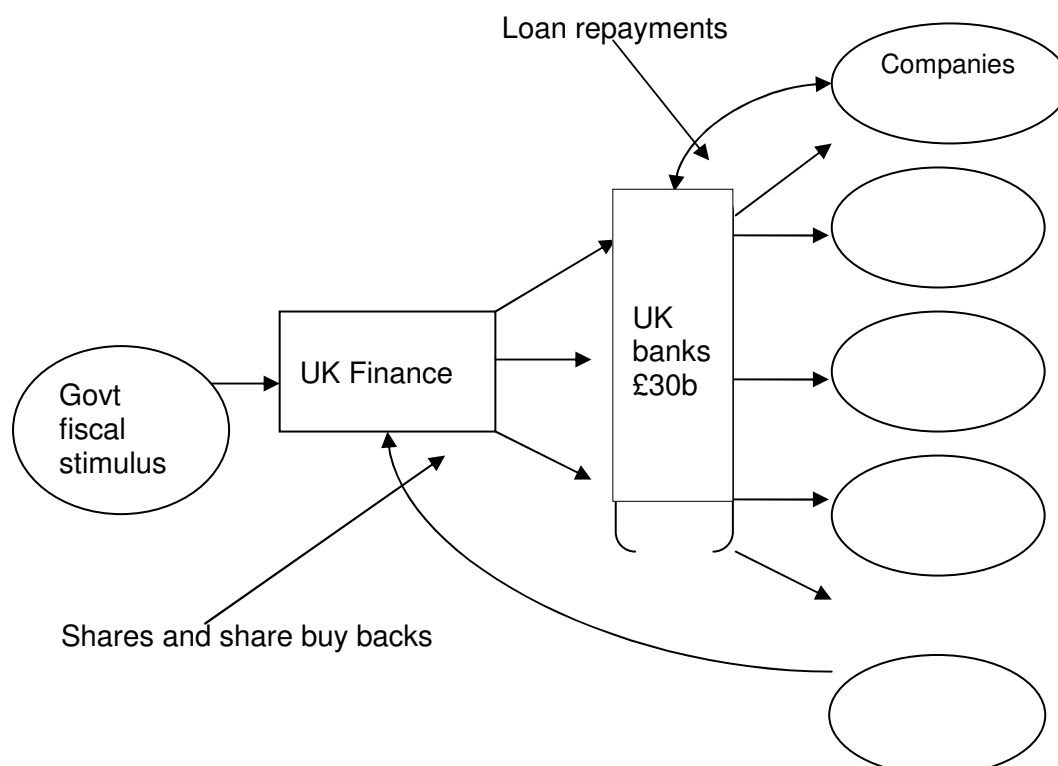 Loan repayments
Companies
UK
banks
£30b
UK Finance
Govt
fiscal
stimulus
Shares and share buy backs